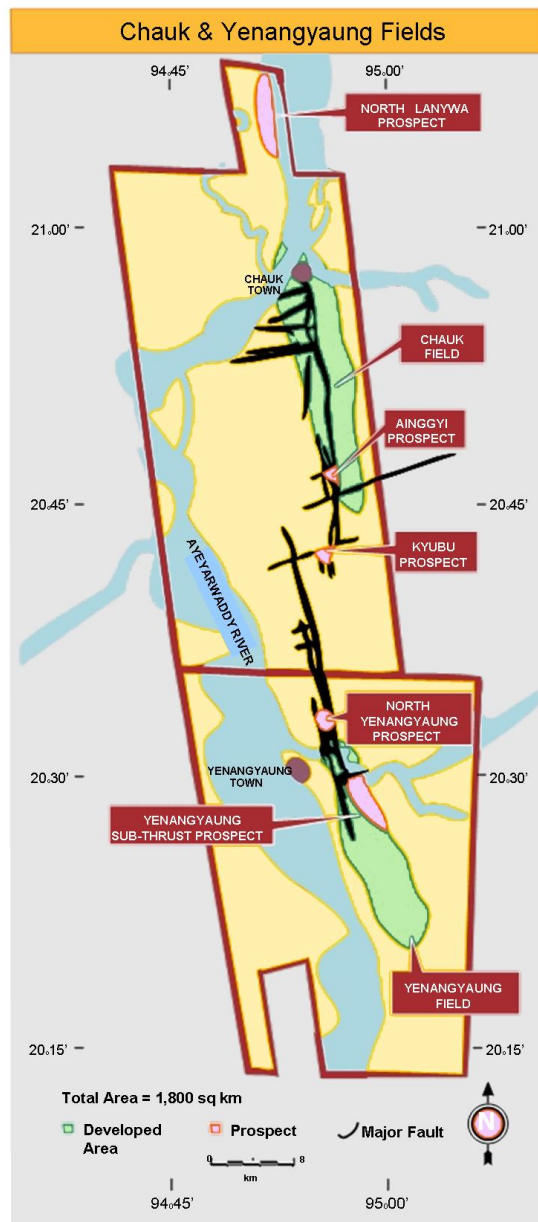 Chauk & Yenangyaung Fields
94 45'
95 00'
NORTH LANYWA
PROSPECT
21 00'
21 00'
CHAUK
TOWN
CHAUK
FIELD
AINGGYI
PROSPECT
20 45'
20 45'
KYUBU
PROSPECT
AYEYARWADDY RIVER
NORTH
YENANGYAUNG
PROSPECT
YENANGYAUNG
TOWN
20 30'
20 30'
YENANGYAUNG
SUB-THRUST PROSPECT
YENANGYAUNG
FIELD
20 15'
20 15'
Total Area = 1,800 sq km
Developed
Area
Prospect
Major Fault
N
0 8
km
94 45'
95 00'